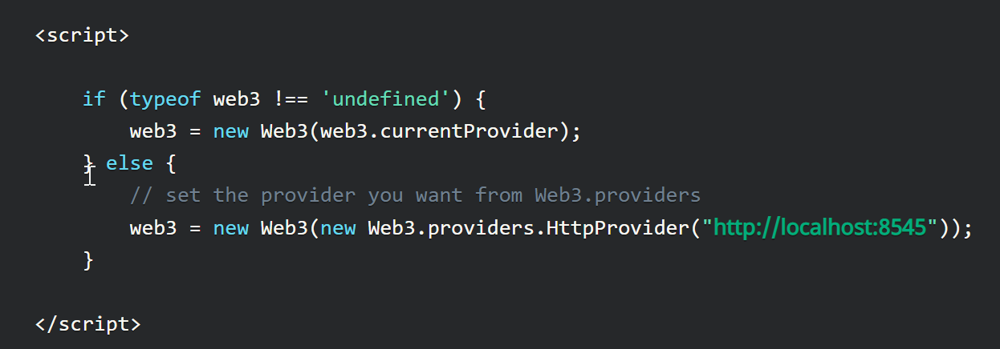 <script>
if (typeof web3 !== 'undefined') {
web3 = new Web3(web3.currentProvider);
} else {
// set the provider you want from Web3.providers
web3 = new Web3(new Web3.providers.HttpProvider("http://localhost:8545"));
}
</script>